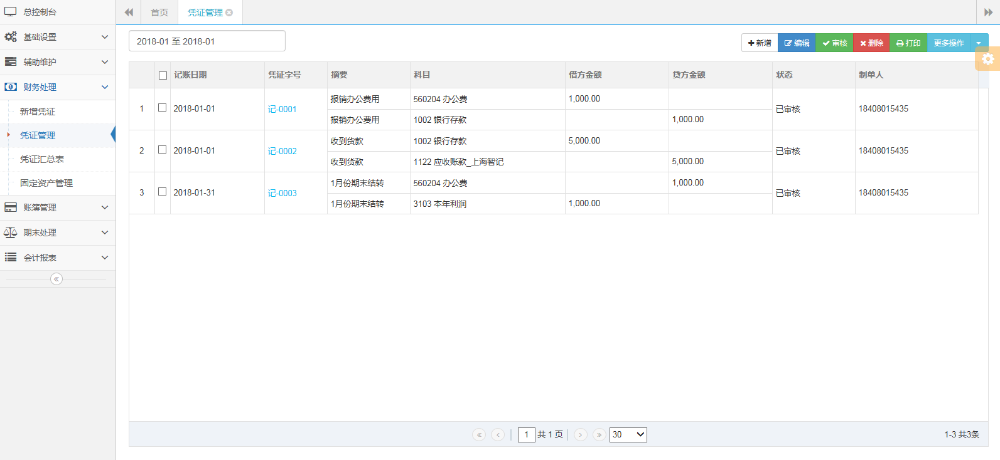 总控制台
基础设置
辅助维护
财务处理
新增凭证
凭证管理
凭证汇总表
固定资产管理
账簿管理
期末处理
会计报表
首页 凭证管理
2018-01 至 2018-01
新增 编辑 审核 删除 打印 更多操作
记账日期 凭证字号 摘要 科目 借方金额 贷方金额 状态 制单人
1 2018-01-01 记-0001 报销办公费用 560204 办公费 1,000.00 已审核 18408015435
报销办公费用 1002 银行存款 1,000.00
2 2018-01-01 记-0002 收到货款 1002 银行存款 5,000.00 已审核 18408015435
收到货款 1122 应收账款_上海智记 5,000.00
3 2018-01-31 记-0003 1月份期末结转 560204 办公费 1,000.00 已审核 18408015435
1月份期末结转 3103 本年利润 1,000.00
1 共 1 页 30 1-3 共3条